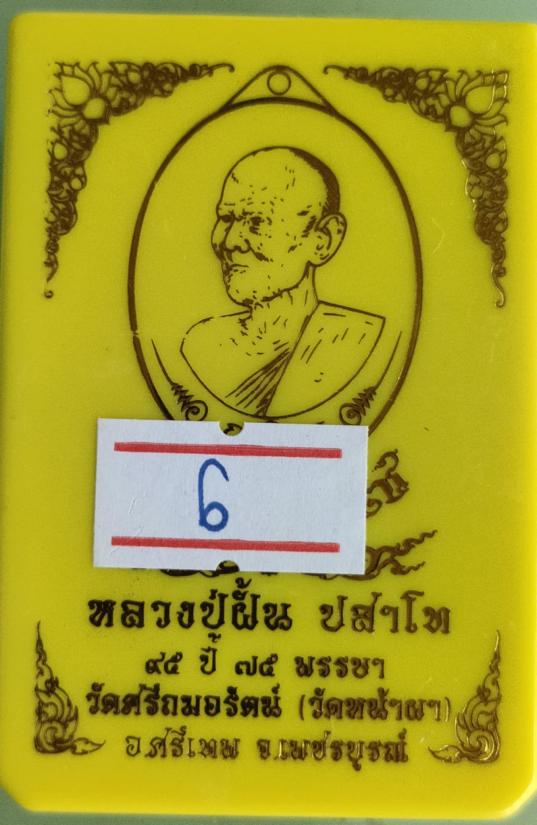 ๖
หลวงปู่ฝั้น ปสาโท
๙๕ ปี ๗๕ พรรษา
วัดศรีถมอรัตน์ (วัดหน้าผา)
อ.ศรีเทพ จ.เพชรบูรณ์